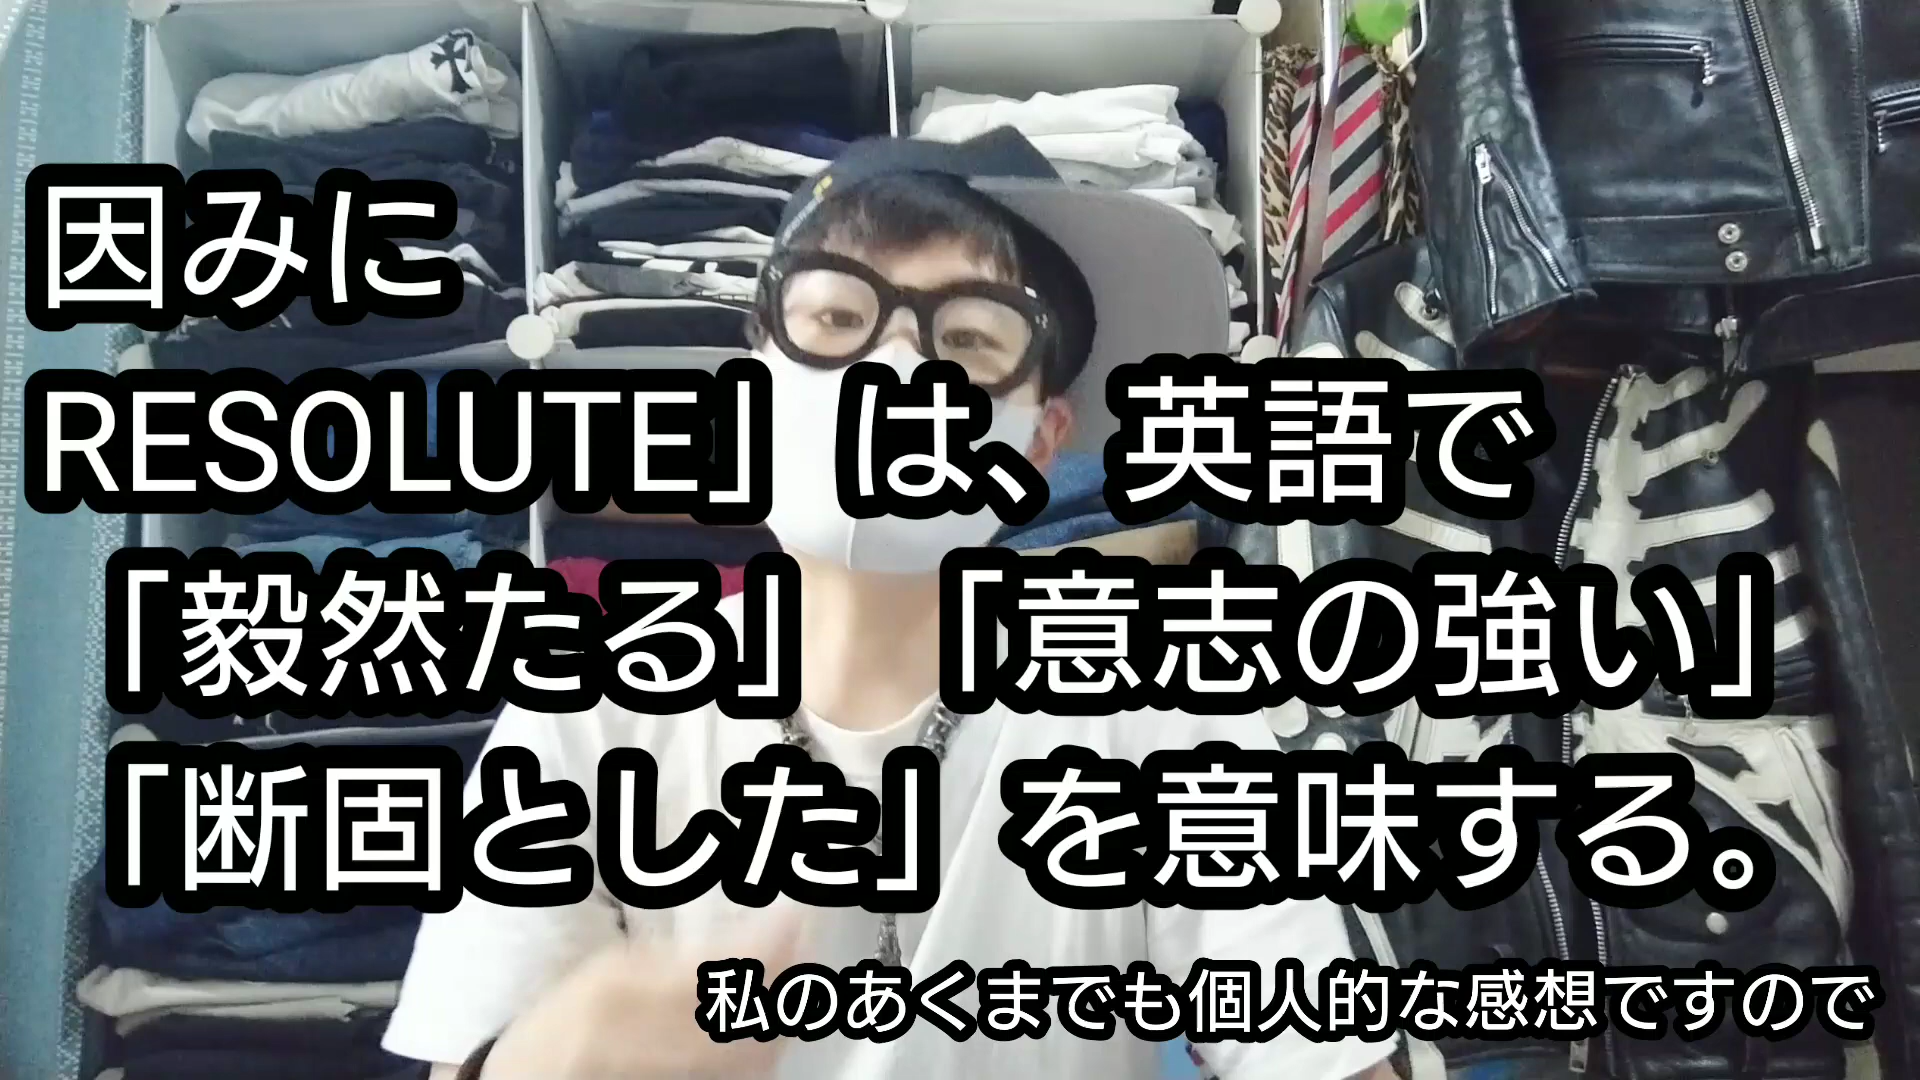 因みに
RESOLUTE」は、英語で
「毅然たる」「意志の強い」
「断固とした」を意味する。
私のあくまでも個人的な感想ですので